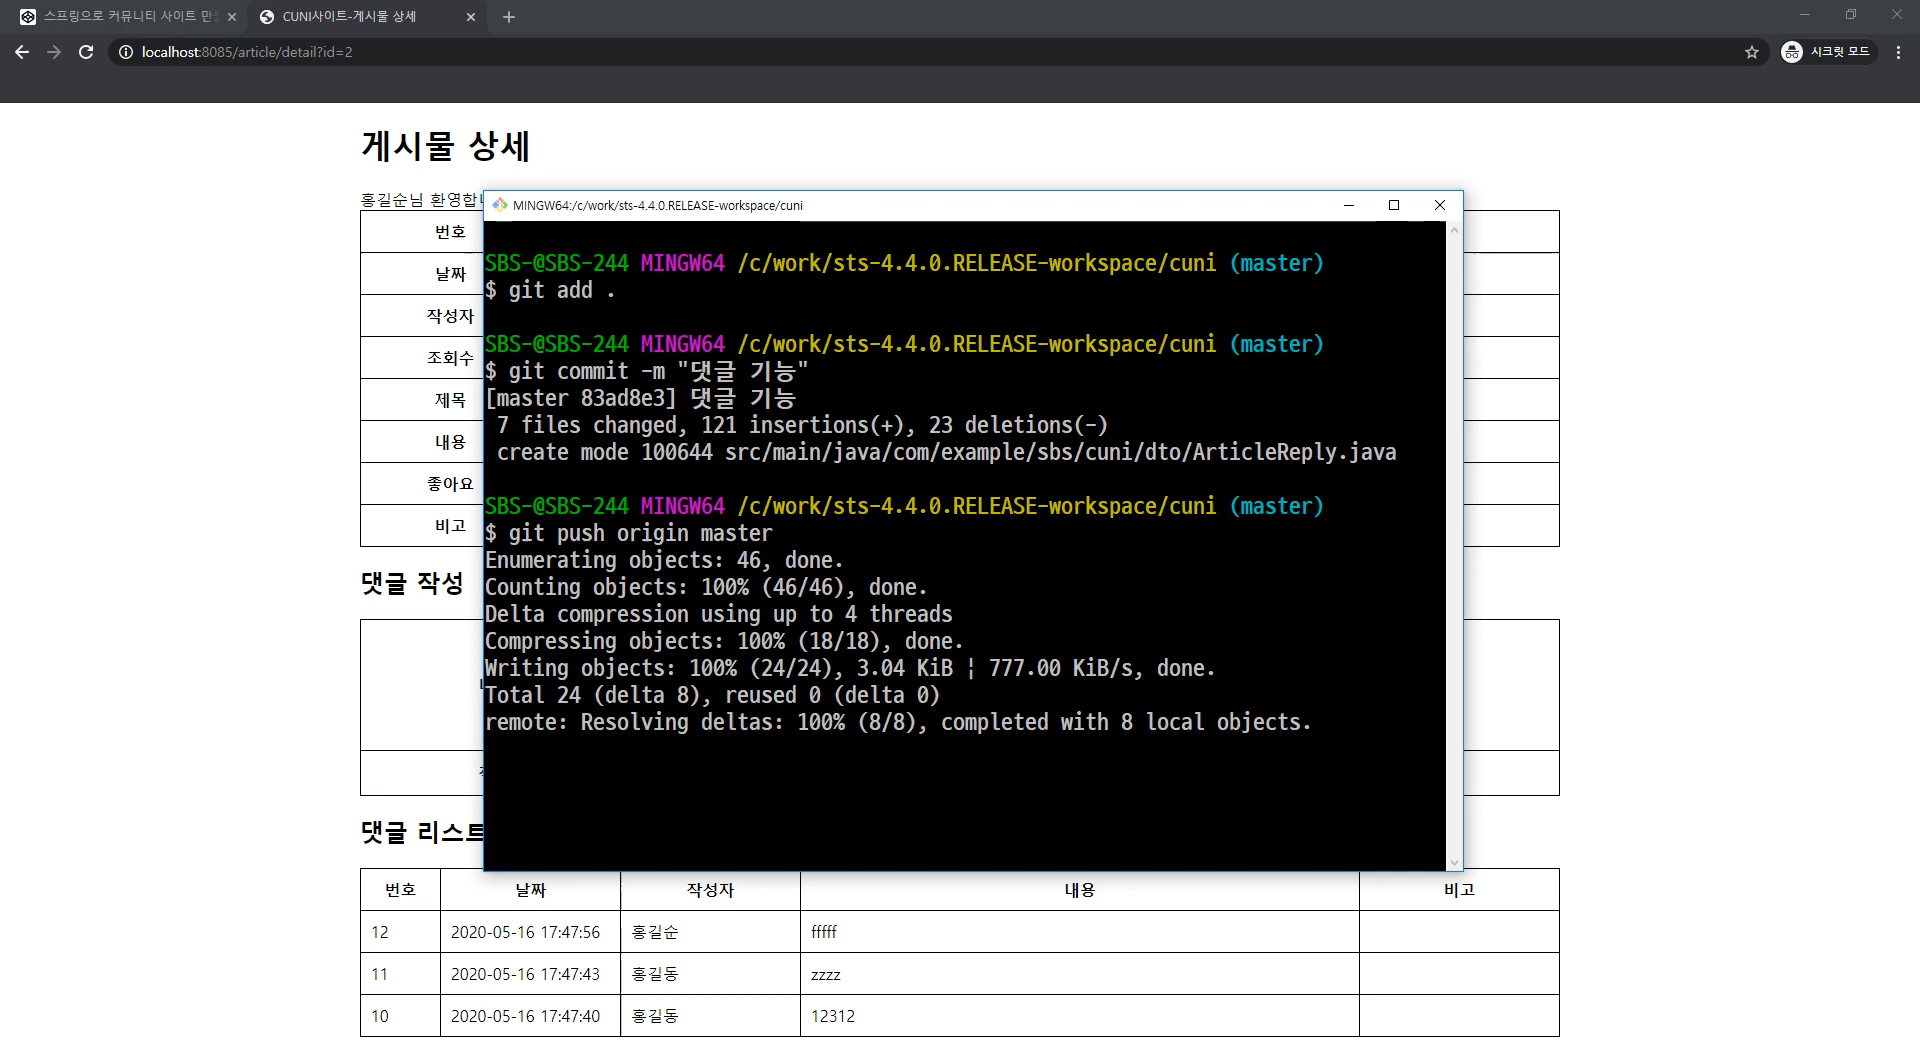 스프링으로 커뮤니티 사이트 만
CUNI사이트-게시물 상세
localhost:8085/article/detail?id=2
시크릿 모드
게시물 상세
홍길순님 환영합
MINGW64:/c/work/sts-4.4.0.RELEASE-workspace/cuni
번호
날짜
작성자
조회수
제목
내용
좋아요
비고
SBS-@SBS-244 MINGW64 /c/work/sts-4.4.0.RELEASE-workspace/cuni (master)
$ git add .
SBS-@SBS-244 MINGW64 /c/work/sts-4.4.0.RELEASE-workspace/cuni (master)
$ git commit -m "댓글 기능"
[master 83ad8e3] 댓글 기능
7 files changed, 121 insertions(+), 23 deletions(-)
create mode 100644 src/main/java/com/example/sbs/cuni/dto/ArticleReply.java
SBS-@SBS-244 MINGW64 /c/work/sts-4.4.0.RELEASE-workspace/cuni (master)
$ git push origin master
Enumerating objects: 46, done.
Counting objects: 100% (46/46), done.
Delta compression using up to 4 threads
Compressing objects: 100% (18/18), done.
Writing objects: 100% (24/24), 3.04 KiB ¦ 777.00 KiB/s, done.
Total 24 (delta 8), reused 0 (delta 0)
remote: Resolving deltas: 100% (8/8), completed with 8 local objects.
댓글 작성
댓글 리스트
번호 날짜 작성자 내용 비고
12 2020-05-16 17:47:56 홍길순 fffff
11 2020-05-16 17:47:43 홍길동 zzzz
10 2020-05-16 17:47:40 홍길동 12312